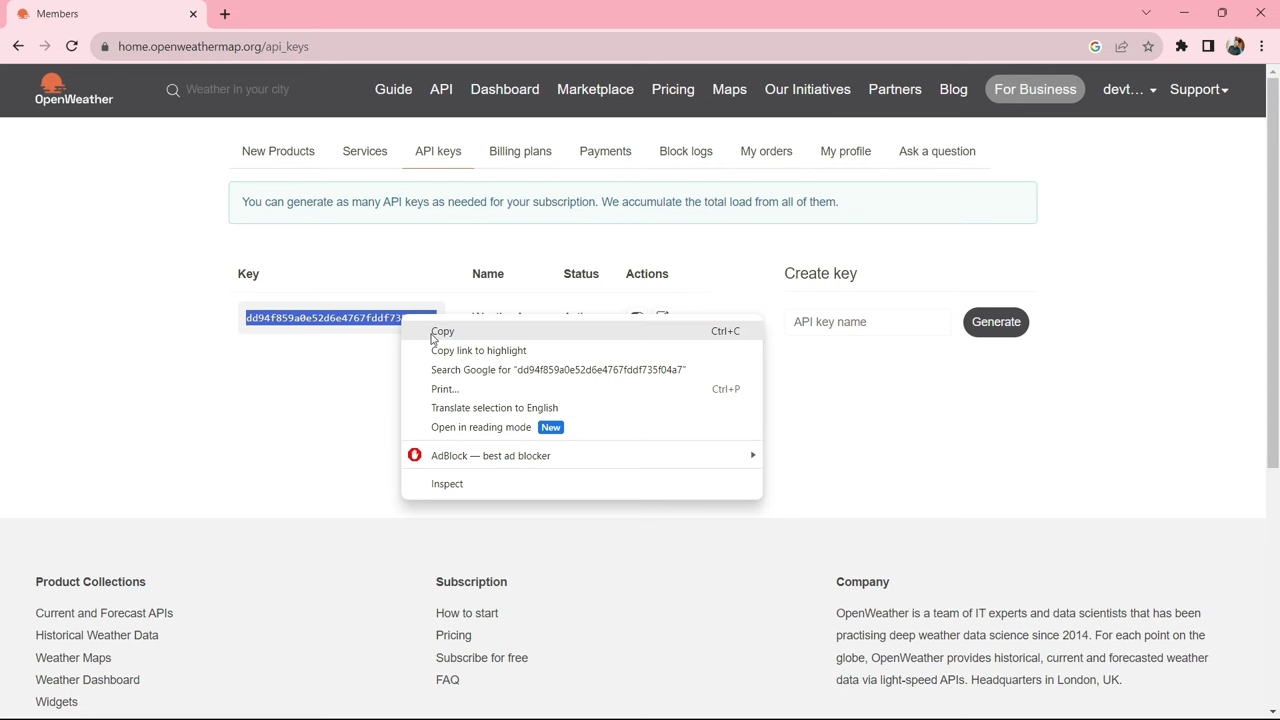 Members
home.openweathermap.org/api_keys
OpenWeather
Weather in your city
Guide API Dashboard Marketplace Pricing Maps Our Initiatives Partners Blog For Business devt... Support
New Products Services API keys Billing plans Payments Block logs My orders My profile Ask a question
You can generate as many API keys as needed for your subscription. We accumulate the total load from all of them.
Key Name Status Actions Create key
dd94f859a0e52d6e4767fddf73
API key name Generate
Copy Ctrl+C
Copy link to highlight
Search Google for "dd94f859a0e52d6e4767fddf735f04a7"
Print... Ctrl+P
Translate selection to English
Open in reading mode New
AdBlock — best ad blocker
Inspect
Product Collections Subscription Company
Current and Forecast APIs How to start OpenWeather is a team of IT experts and data scientists that has been
Historical Weather Data Pricing practising deep weather data science since 2014. For each point on the
Weather Maps Subscribe for free globe, OpenWeather provides historical, current and forecasted weather
Weather Dashboard FAQ data via light-speed APIs. Headquarters in London, UK.
Widgets